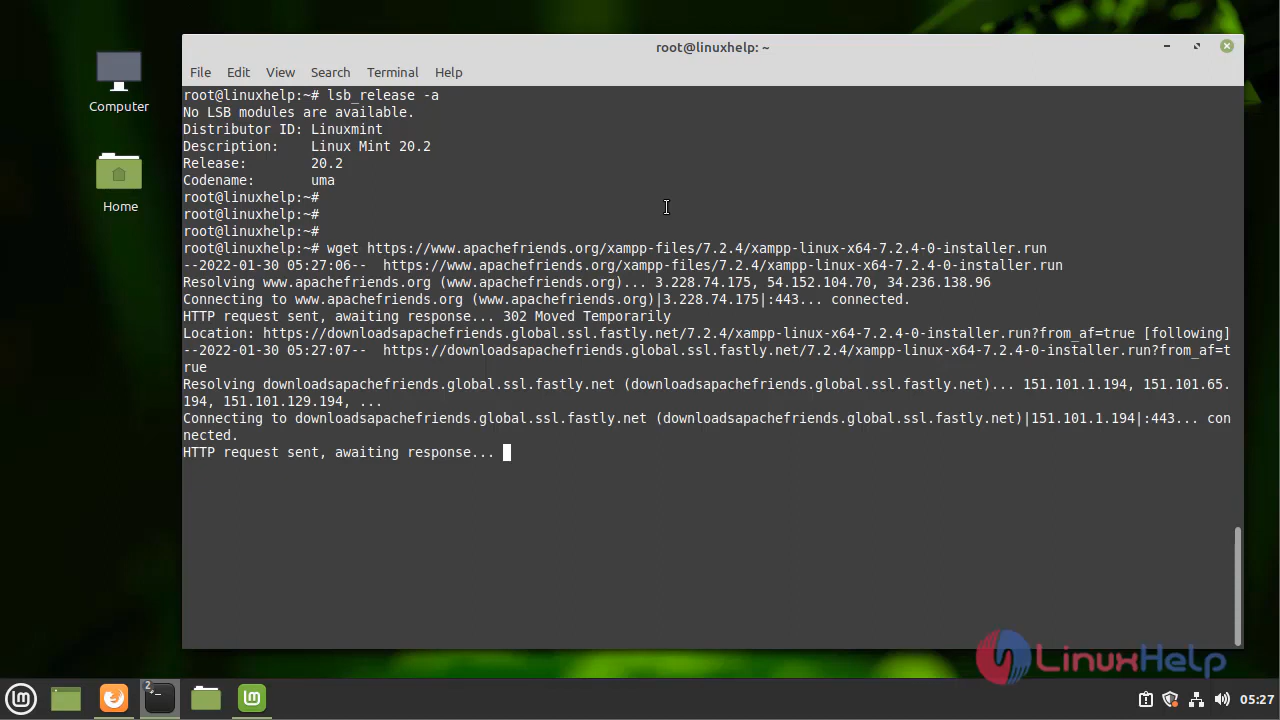 root@linuxhelp: ~
File Edit View Search Terminal Help
Computer
Home
root@linuxhelp:~# lsb_release -a
No LSB modules are available.
Distributor ID: Linuxmint
Description:    Linux Mint 20.2
Release:        20.2
Codename:       uma
root@linuxhelp:~#
root@linuxhelp:~#
root@linuxhelp:~#
root@linuxhelp:~# wget https://www.apachefriends.org/xampp-files/7.2.4/xampp-linux-x64-7.2.4-0-installer.run
--2022-01-30 05:27:06--  https://www.apachefriends.org/xampp-files/7.2.4/xampp-linux-x64-7.2.4-0-installer.run
Resolving www.apachefriends.org (www.apachefriends.org)... 3.228.74.175, 54.152.104.70, 34.236.138.96
Connecting to www.apachefriends.org (www.apachefriends.org)|3.228.74.175|:443... connected.
HTTP request sent, awaiting response... 302 Moved Temporarily
Location: https://downloadsapachefriends.global.ssl.fastly.net/7.2.4/xampp-linux-x64-7.2.4-0-installer.run?from_af=true [following]
--2022-01-30 05:27:07--  https://downloadsapachefriends.global.ssl.fastly.net/7.2.4/xampp-linux-x64-7.2.4-0-installer.run?from_af=t
rue
Resolving downloadsapachefriends.global.ssl.fastly.net (downloadsapachefriends.global.ssl.fastly.net)... 151.101.1.194, 151.101.65.
194, 151.101.129.194, ...
Connecting to downloadsapachefriends.global.ssl.fastly.net (downloadsapachefriends.global.ssl.fastly.net)|151.101.1.194|:443... con
nected.
HTTP request sent, awaiting response...
LinuxHelp
2
05:27